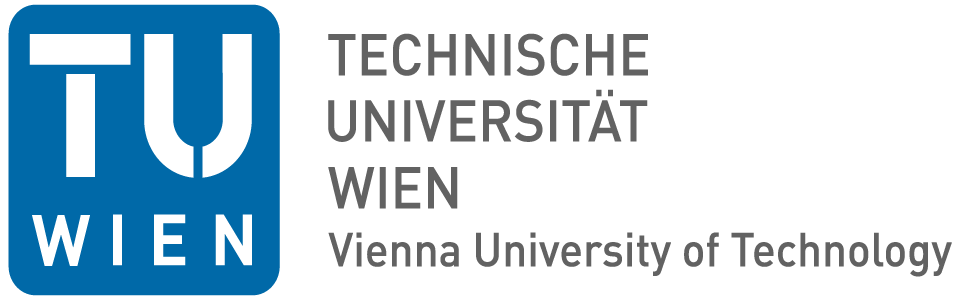 TU
WIEN
TECHNISCHE
UNIVERSITÄT
WIEN
Vienna University of Technology